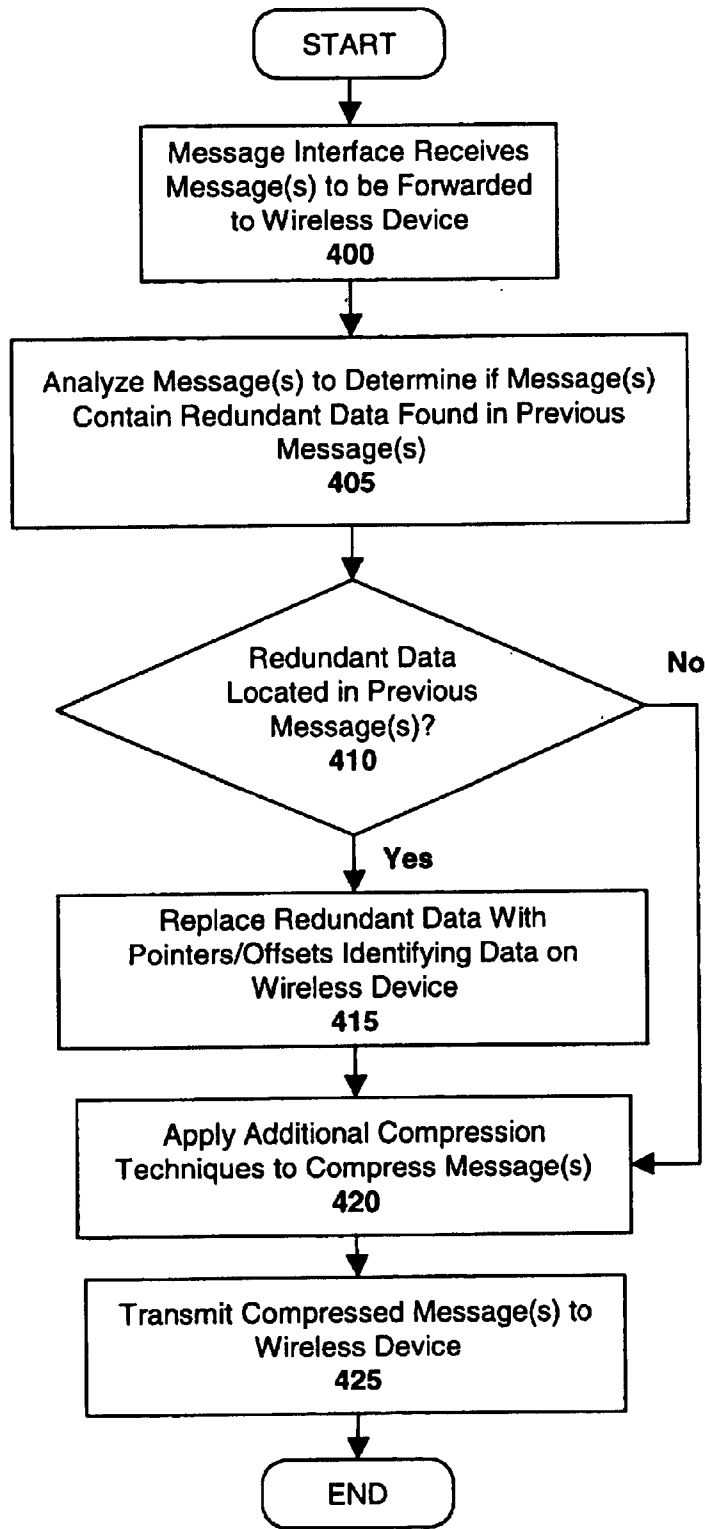 START
Message Interface Receives
Message(s) to be Forwarded
to Wireless Device
400
Analyze Message(s) to Determine if Message(s)
Contain Redundant Data Found in Previous
Message(s)
405
Redundant Data
Located in Previous
Message(s)?
410
No
Yes
Replace Redundant Data With
Pointers/Offsets Identifying Data on
Wireless Device
415
Apply Additional Compression
Techniques to Compress Message(s)
420
Transmit Compressed Message(s) to
Wireless Device
425
END